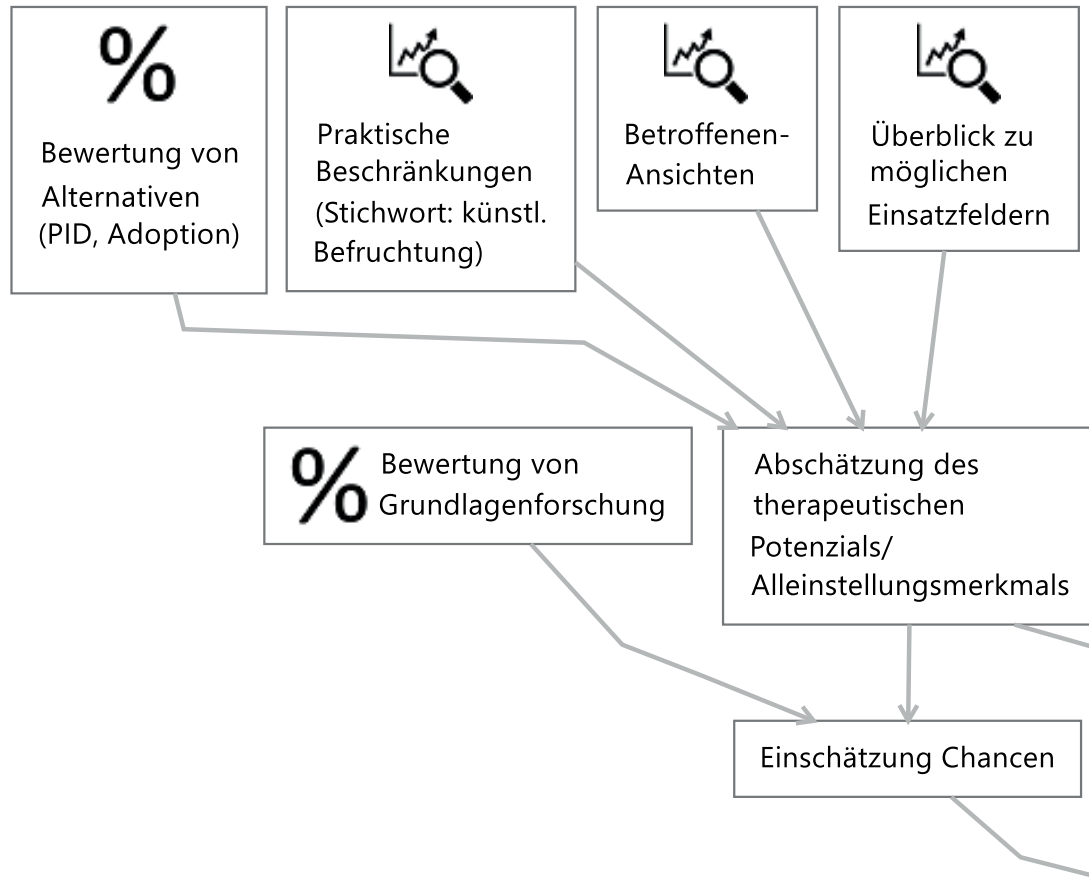 %
Bewertung von
Alternativen
(PID, Adoption)
Praktische
Beschränkungen
(Stichwort: künstl.
Befruchtung)
Betroffenen-
Ansichten
Überblick zu
möglichen
Einsatzfeldern
% Bewertung von
Grundlagenforschung
Abschätzung des
therapeutischen
Potenzials/
Alleinstellungsmerkmals
Einschätzung Chancen